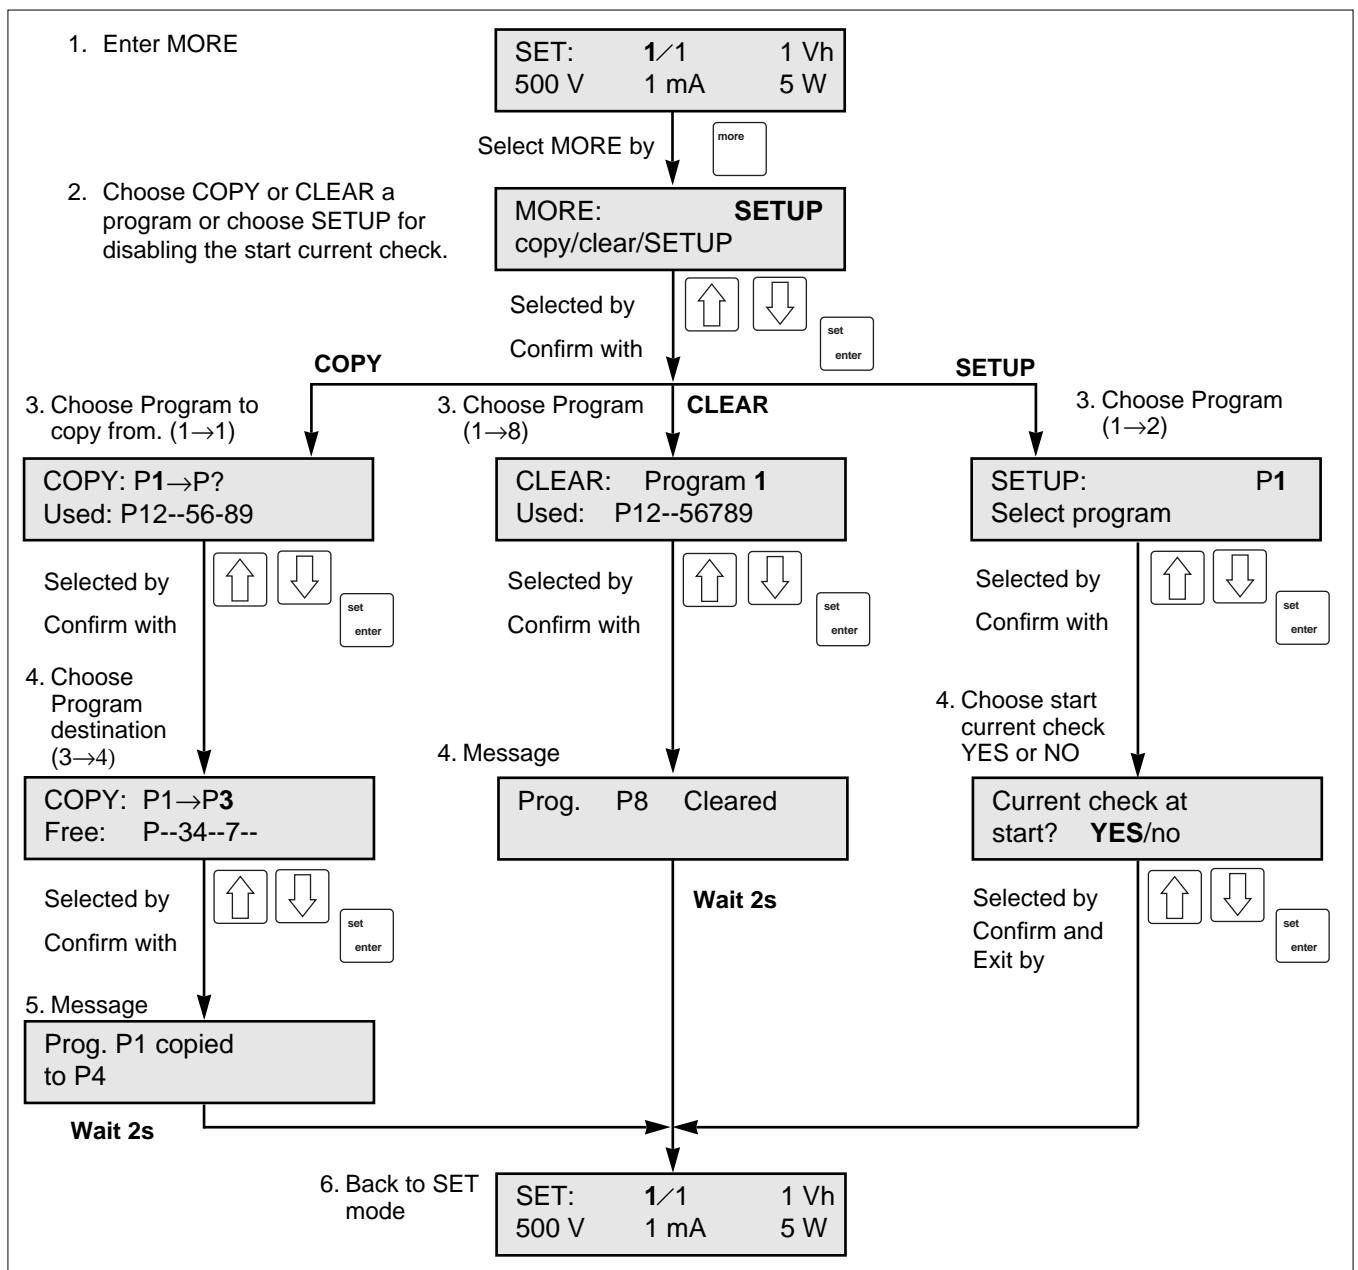 1. Enter MORE
SET: 1/1 1 Vh
500 V 1 mA 5 W
Select MORE by
more
2. Choose COPY or CLEAR a
program or choose SETUP for
disabling the start current check.
MORE: SETUP
copy/clear/SETUP
Selected by
Confirm with
set
enter
COPY
CLEAR
SETUP
3. Choose Program to
copy from. (1→1)
COPY: P1→P?
Used: P12--56-89
Selected by
Confirm with
set
enter
4. Choose
Program
destination
(3→4)
COPY: P1→P3
Free: P--34--7--
Selected by
Confirm with
set
enter
5. Message
Prog. P1 copied
to P4
Wait 2s
3. Choose Program
(1→8)
CLEAR: Program 1
Used: P12--56789
Selected by
Confirm with
set
enter
4. Message
Prog. P8 Cleared
Wait 2s
3. Choose Program
(1→2)
SETUP: P1
Select program
Selected by
Confirm with
set
enter
4. Choose start
current check
YES or NO
Current check at
start? YES/no
Selected by
Confirm and
Exit by
set
enter
6. Back to SET
mode
SET: 1/1 1 Vh
500 V 1 mA 5 W